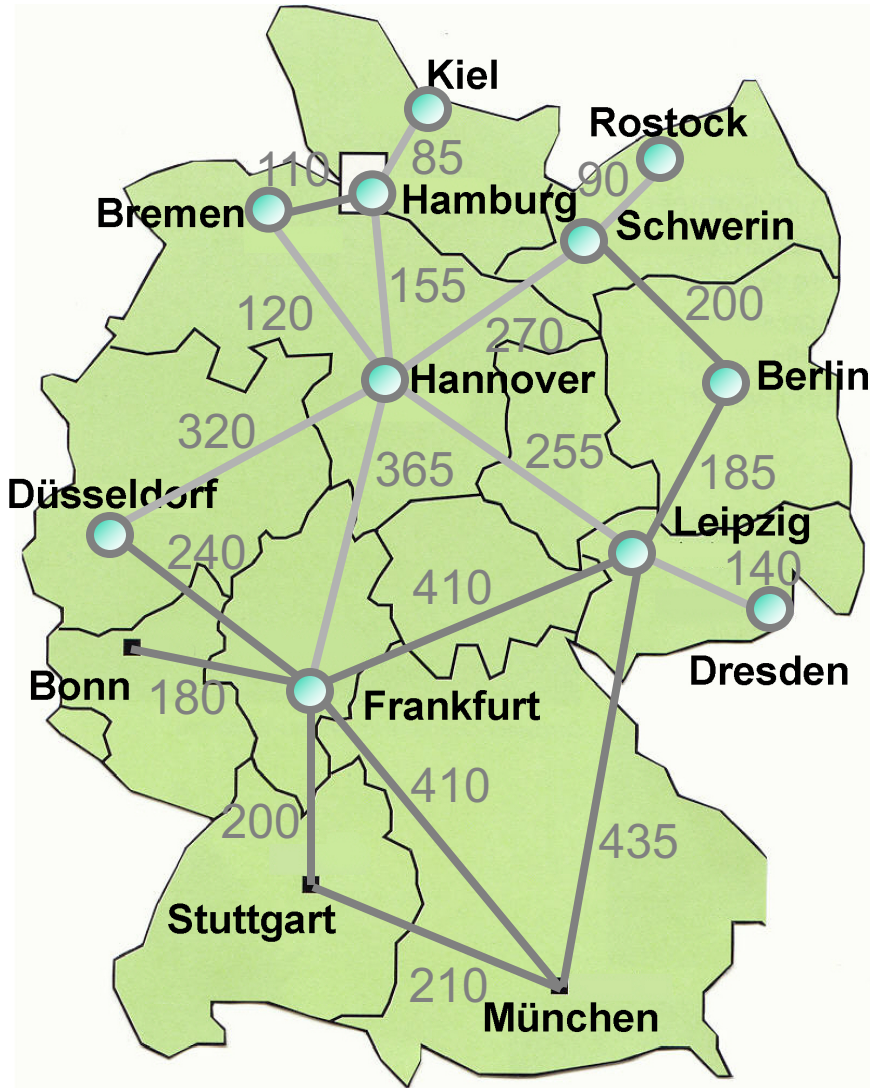 Kiel
Rostock
110
85
90
Bremen
Hamburg
Schwerin
155
120
200
270
Hannover
Berlin
320
255
365
185
Düsseldorf
Leipzig
240
140
410
Bonn
Dresden
180
Frankfurt
410
200
435
Stuttgart
210
München